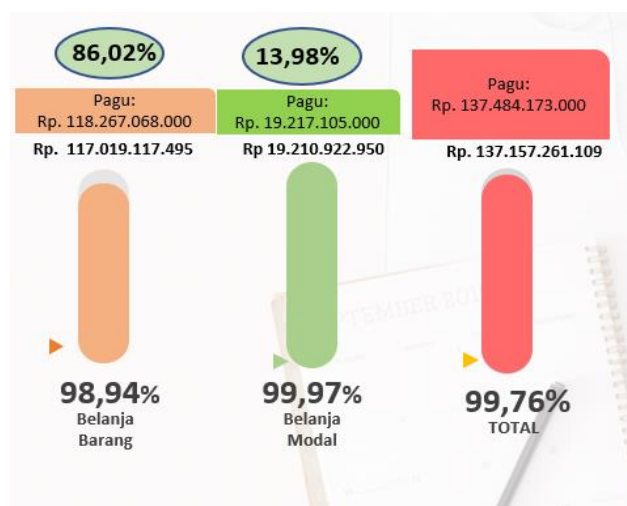 86,02%
13,98%
Pagu:
Rp. 118.267.068.000
Pagu:
Rp. 19.217.105.000
Pagu:
Rp. 137.484.173.000
Rp. 117.019.117.495
Rp 19.210.922.950
Rp. 137.157.261.109
98,94%
Belanja
Barang
99,97%
Belanja
Modal
99,76%
TOTAL